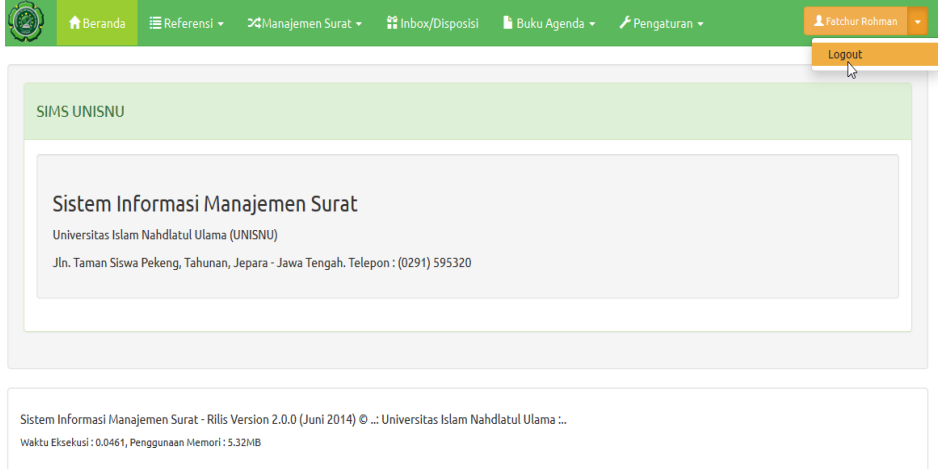 Beranda Referensi Manajemen Surat Inbox/Disposisi Buku Agenda Pengaturan Fatchur Rohman
Logout
SIMS UNISNU
Sistem Informasi Manajemen Surat
Universitas Islam Nahdlatul Ulama (UNISNU)
Jln. Taman Siswa Pekeng, Tahunan, Jepara - Jawa Tengah. Telepon : (0291) 595320
Sistem Informasi Manajemen Surat - Rilis Version 2.0.0 (Juni 2014) © ..: Universitas Islam Nahdlatul Ulama :..
Waktu Eksekusi : 0.0461, Penggunaan Memori : 5.32MB